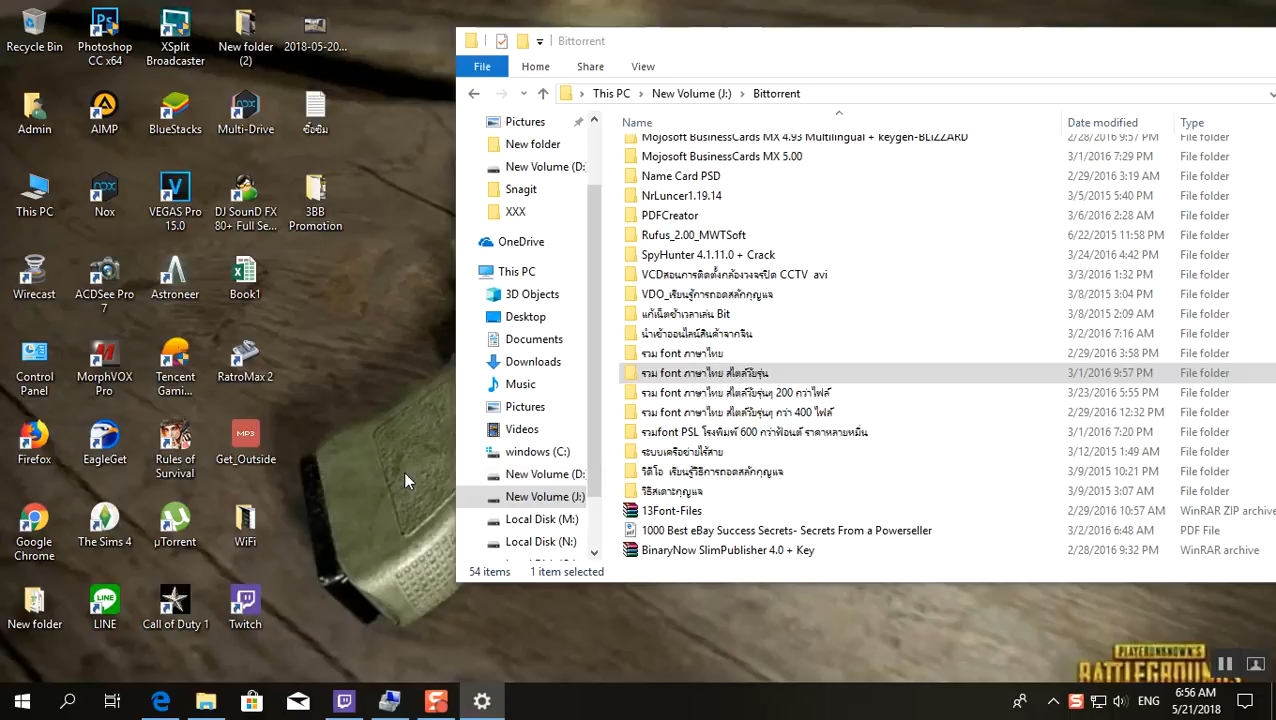 Recycle Bin
Photoshop CC x64
XSplit Broadcaster
New folder (2)
2018-05-20...
Admin
AIMP
BlueStacks
Multi-Drive
ซื้อซิม
This PC
Nox
VEGAS Pro 15.0
DJ SounD FX 80+ Full Se...
3BB Promotion
Wirecast
ACDSee Pro 7
Astroneer
Book1
Control Panel
MorphVOX Pro
Tencent Gami...
RatroMax 2
Firefox
EagleGet
Rules of Survival
MP3
Get_Outside
Google Chrome
The Sims 4
µTorrent
WiFi
New folder
LINE
Call of Duty 1
Twitch
Bittorrent
File
Home
Share
View
This PC > New Volume (J:) > Bittorrent
Pictures
New folder
New Volume (D:
Snagit
XXX
OneDrive
This PC
3D Objects
Desktop
Documents
Downloads
Music
Pictures
Videos
windows (C:)
New Volume (D:
New Volume (J:)
Local Disk (M:)
Local Disk (N:)
Name Date modified Type
Mojosoft BusinessCards MX 4.93 Multilingual + keygen-BLIZZARD 2/28/2016 9:57 PM File folder
Mojosoft BusinessCards MX 5.00 3/1/2016 7:29 PM File folder
Name Card PSD 2/29/2016 3:19 AM File folder
NrLuncer1.19.14 3/5/2015 5:40 PM File folder
PDFCreator 3/6/2016 2:28 AM File folder
Rufus_2.00_MWTSoft 6/22/2015 11:58 PM File folder
SpyHunter 4.1.11.0 + Crack 3/24/2016 4:42 PM File folder
VCDสอนการติดตั้งกล้องวงจรปิด CCTV avi 3/3/2016 1:32 PM File folder
VDO_เรียนรู้การถอดสลักกุญแจ 3/8/2015 3:04 PM File folder
แก้เน็ตช้าเวลาเล่น Bit 3/8/2015 2:09 AM File folder
นำเข้าออนไลน์สินค้าจากจีน 3/2/2016 7:16 AM File folder
รวม font ภาษาไทย 2/29/2016 3:58 PM File folder
รวม font ภาษาไทย สไตล์วัยรุ่น 3/1/2016 9:57 PM File folder
รวม font ภาษาไทย สไตล์วัยรุ่นๆ 200 กว่าไฟล์ 3/23/2016 5:55 PM File folder
รวม font ภาษาไทย สไตล์วัยรุ่นๆ กว่า 400 ไฟล์ 2/29/2016 12:32 PM File folder
รวมfont PSL โรงพิมพ์ 600 กว่าฟ้อนต์ ราคาหลายหมื่น 3/1/2016 7:20 PM File folder
ระบบเครือข่ายไร้สาย 3/12/2015 1:49 AM File folder
วิดีโอ เรียนรู้วิธีการถอดสลักกุญแจ 3/9/2015 10:21 PM File folder
วิธีสเดาะกุญแจ 3/9/2015 3:07 AM File folder
13Font-Files 2/29/2016 10:57 AM WinRAR ZIP archive
1000 Best eBay Success Secrets- Secrets From a Powerseller 3/2/2016 6:48 AM PDF File
BinaryNow SlimPublisher 4.0 + Key 2/28/2016 9:32 PM WinRAR archive
54 items 1 item selected
PLAYERUNKNOWN'S
BATTLEGROUNDS
ENG
6:56 AM
5/21/2018